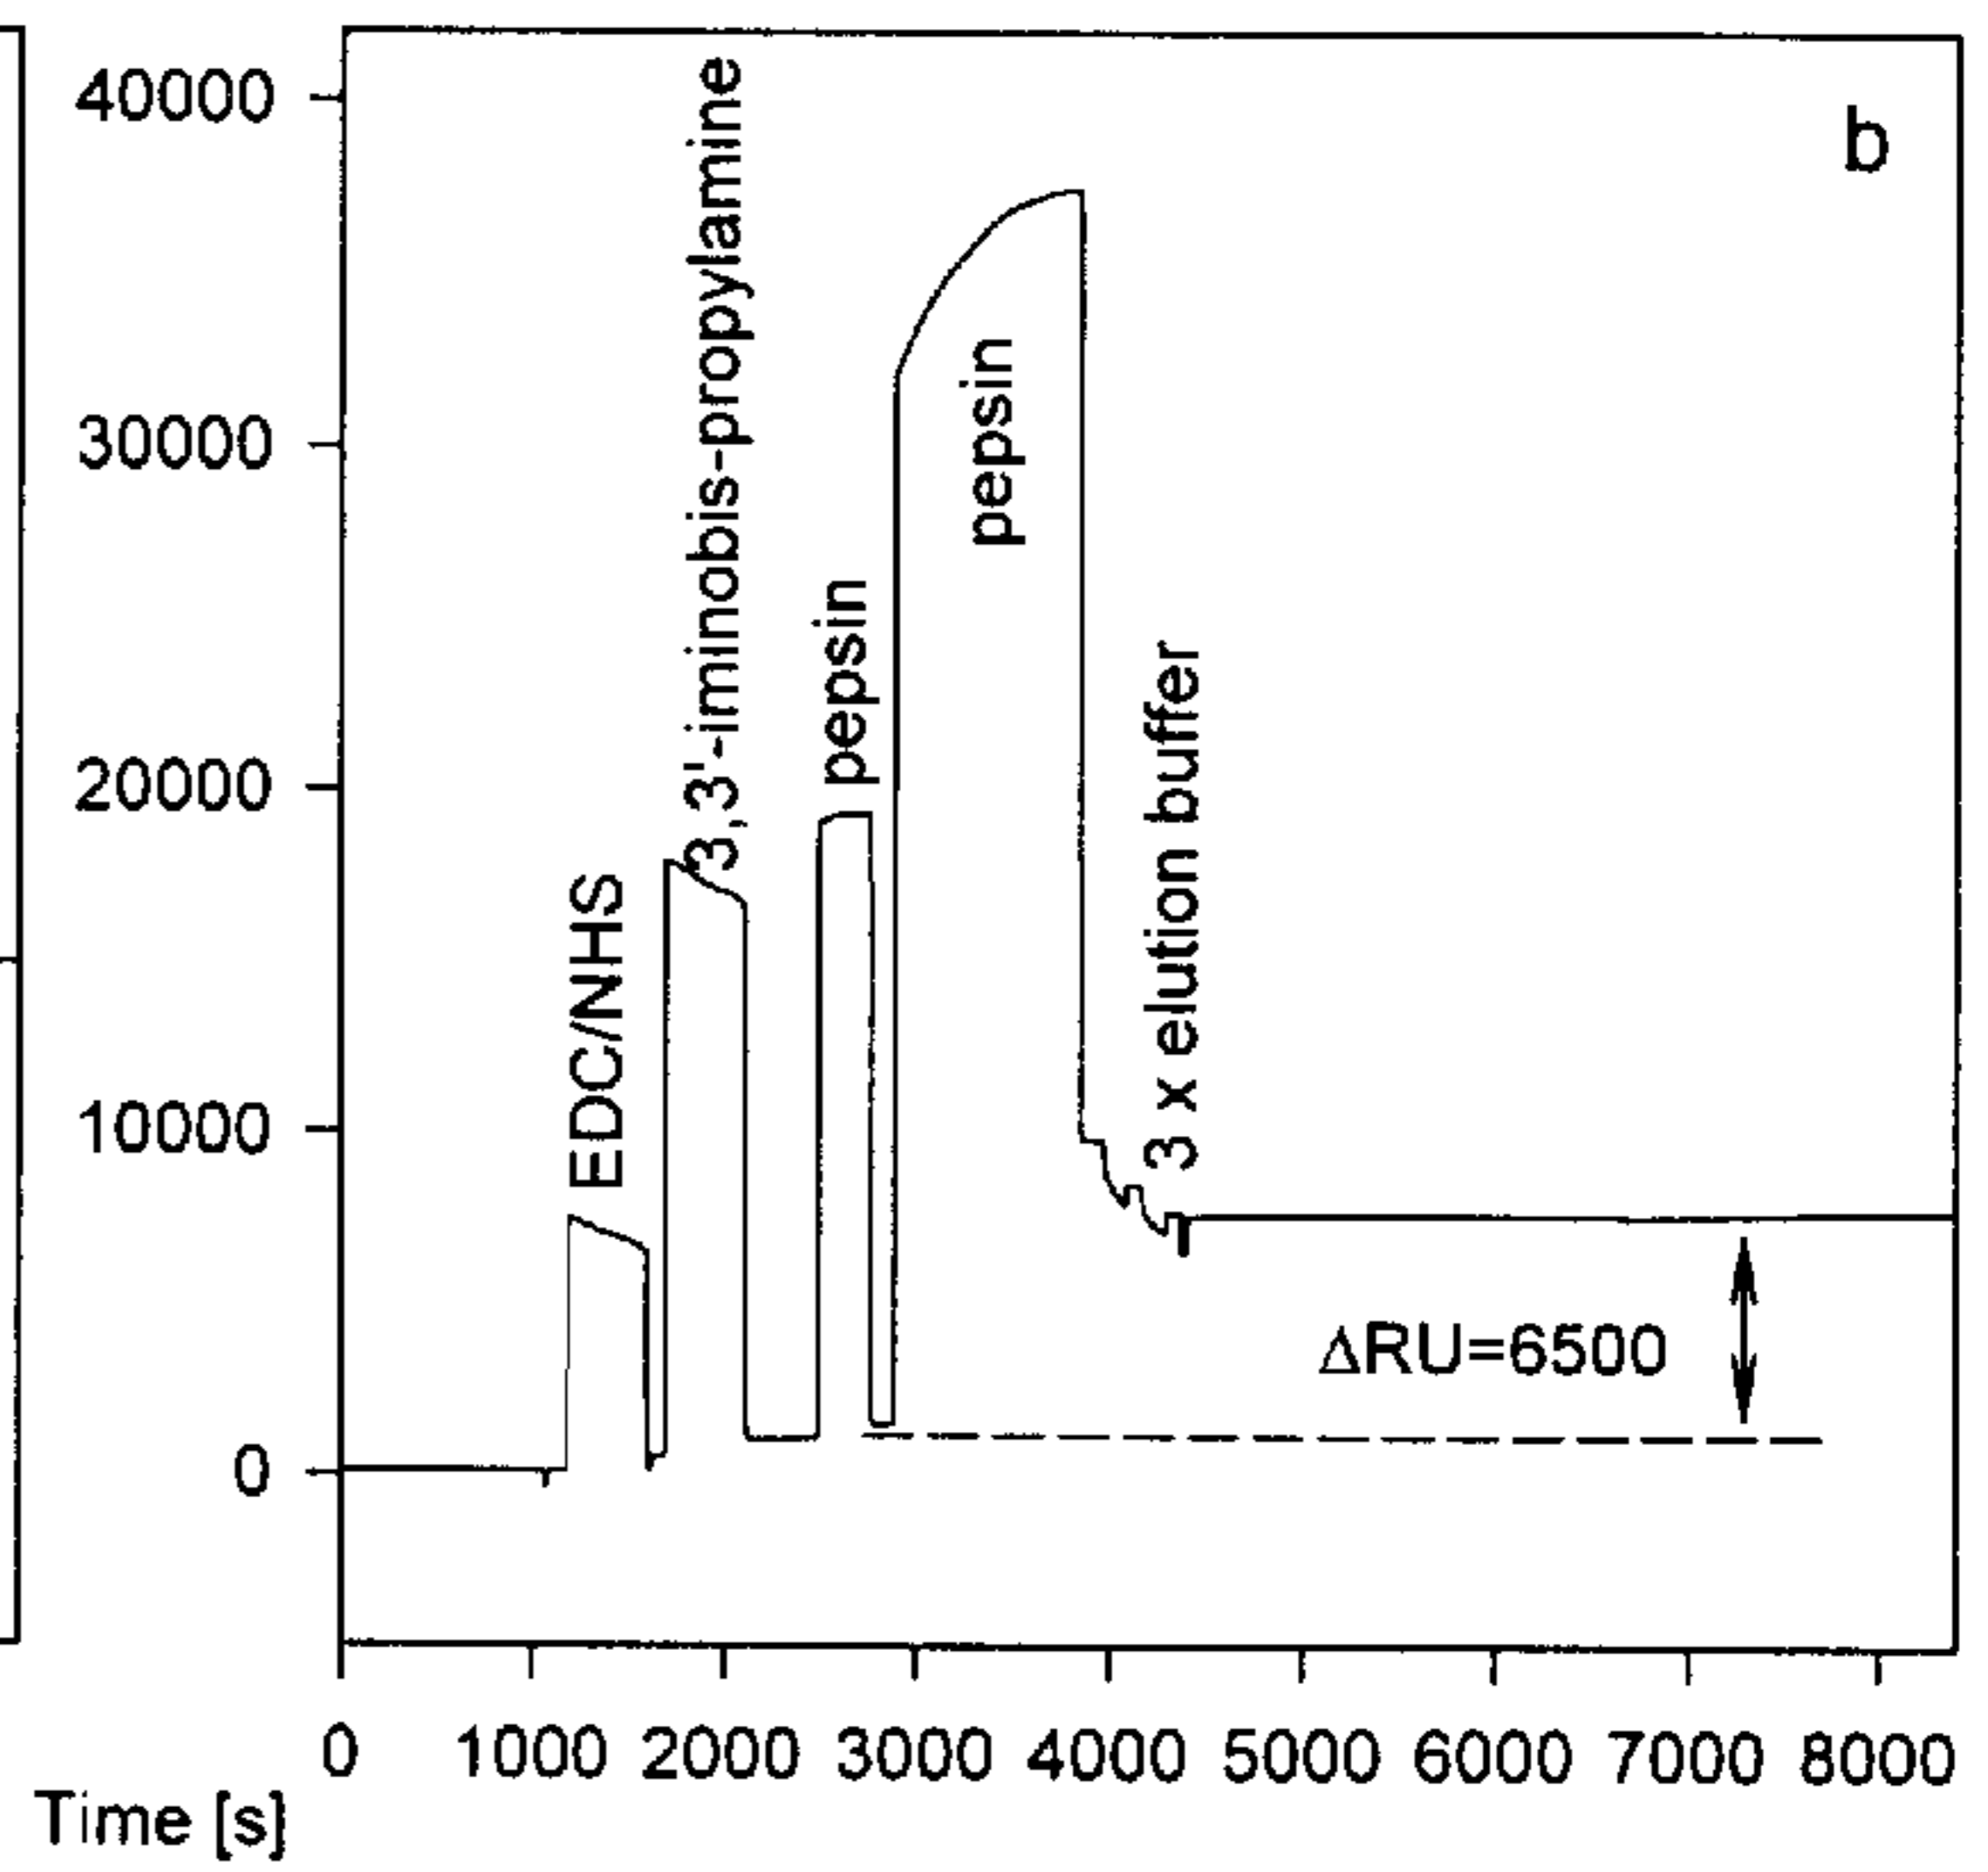 40000
30000
20000
10000
0
b
EDC/NHS
3,3'-iminobis-propylamine
pepsin
pepsin
3 x elution buffer
ΔRU=6500
0 1000 2000 3000 4000 5000 6000 7000 8000
Time [s]